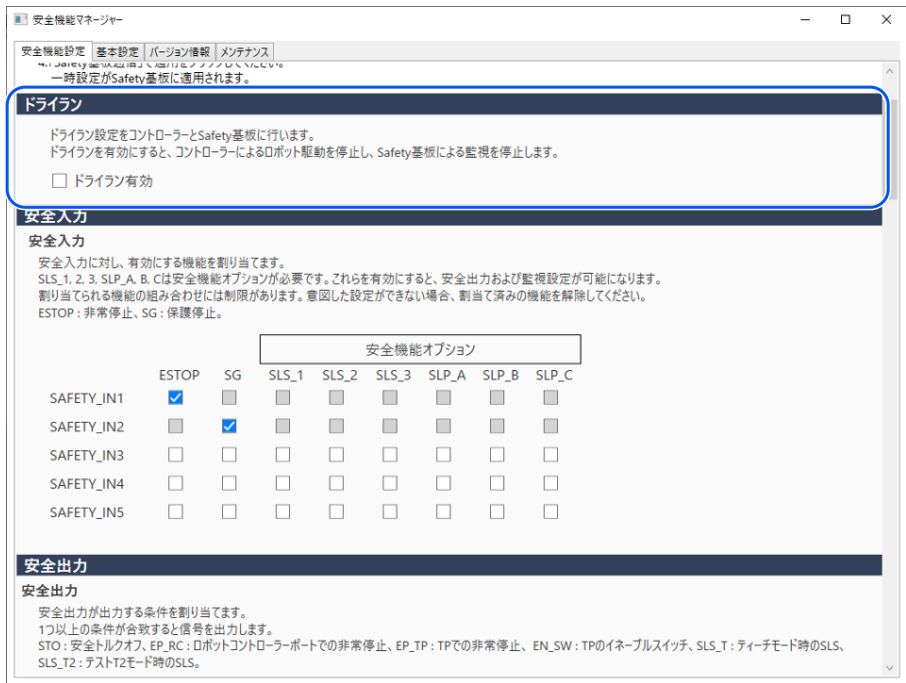 安全機能マネージャー
安全機能設定 基本設定 バージョン情報 メンテナンス
一時設定がSafety基板に適用されます。
ドライラン
ドライラン設定をコントローラーとSafety基板に行います。
ドライランを有効にすると、コントローラーによるロボット駆動を停止し、Safety基板による監視を停止します。
ドライラン有効
安全入力
安全入力
安全入力に対し、有効にする機能を割り当てます。
SLS_1, 2, 3, SLP_A, B, Cは安全機能オプションが必要です。これらを有効にすると、安全出力および監視設定が可能になります。
割り当てられる機能の組み合わせには制限があります。意図した設定ができない場合、割当て済みの機能を解除してください。
ESTOP : 非常停止、SG : 保護停止。
安全機能オプション
ESTOP SG SLS_1 SLS_2 SLS_3 SLP_A SLP_B SLP_C
SAFETY_IN1
SAFETY_IN2
SAFETY_IN3
SAFETY_IN4
SAFETY_IN5
安全出力
安全出力
安全出力が出力する条件を割り当てます。
1つ以上の条件が合致すると信号を出力します。
STO : 安全トルクオフ、EP_RC : ロボットコントローラーポートでの非常停止、EP_TP : TPでの非常停止、 EN_SW : TPのイネーブルスイッチ、SLS_T : ティーチモード時のSLS、
SLS_T2 : テストT2モード時のSLS。